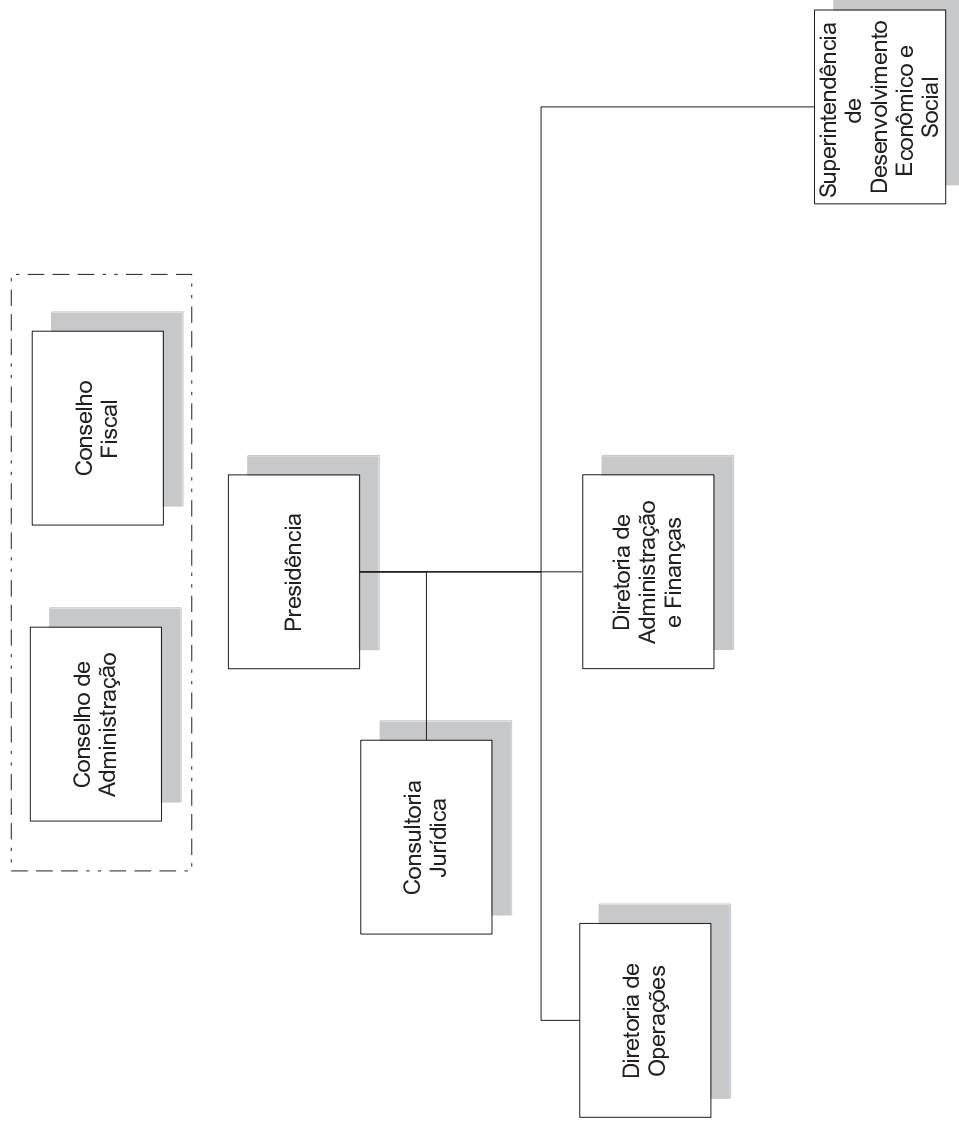 Conselho de
Administração
Conselho
Fiscal
Presidência
Consultoria
Jurídica
Diretoria de
Operações
Diretoria de
Administração
e Finanças
Superintendência
de
Desenvolvimento
Econômico e
Social